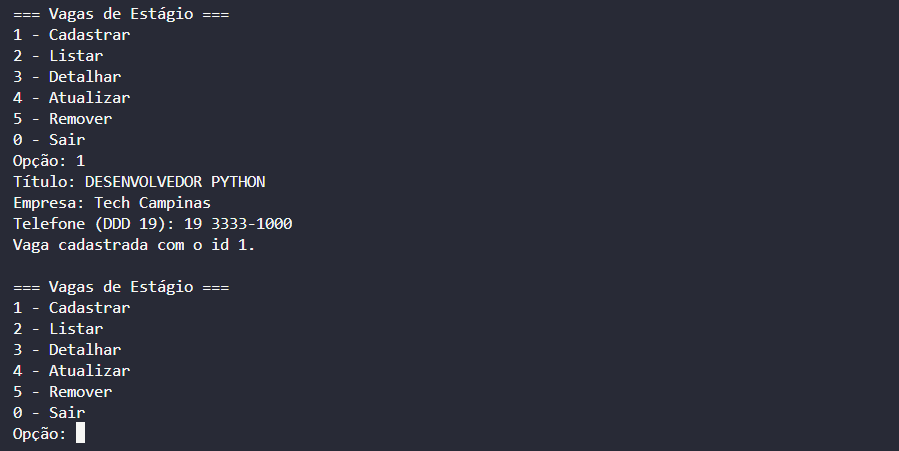 === Vagas de Estágio ===
1 - Cadastrar
2 - Listar
3 - Detalhar
4 - Atualizar
5 - Remover
0 - Sair
Opção: 1
Título: DESENVOLVEDOR PYTHON
Empresa: Tech Campinas
Telefone (DDD 19): 19 3333-1000
Vaga cadastrada com o id 1.

=== Vagas de Estágio ===
1 - Cadastrar
2 - Listar
3 - Detalhar
4 - Atualizar
5 - Remover
0 - Sair
Opção: